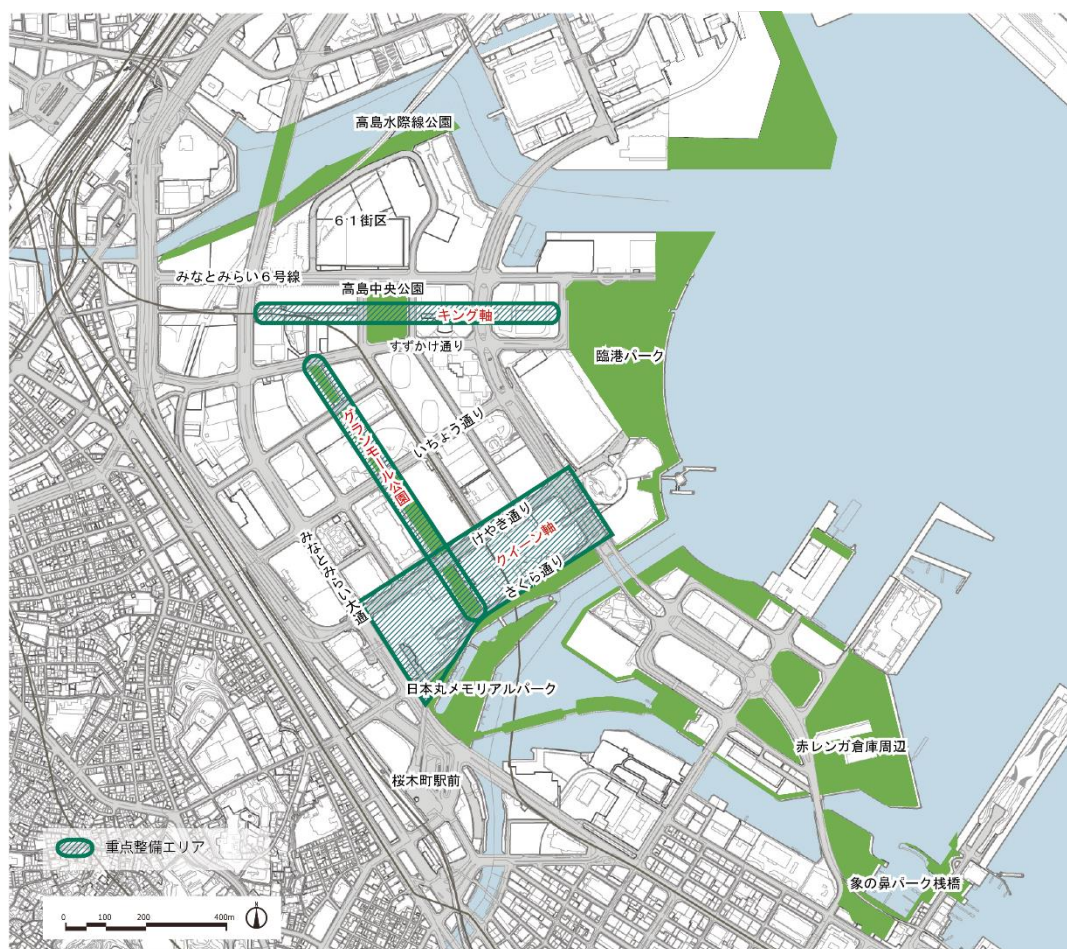 高島水際線公園
61街区
みなとみらい6号線
高島中央公園
キング軸
すずかけ通り
臨港パーク
グランモール公園
いちょう通り
けやき通り
クイーン軸
さくら通り
みなとみらい大通
日本丸メモリアルパーク
赤レンガ倉庫周辺
桜木町駅前
重点整備エリア
象の鼻パーク桟橋
0 100 200 400m
N